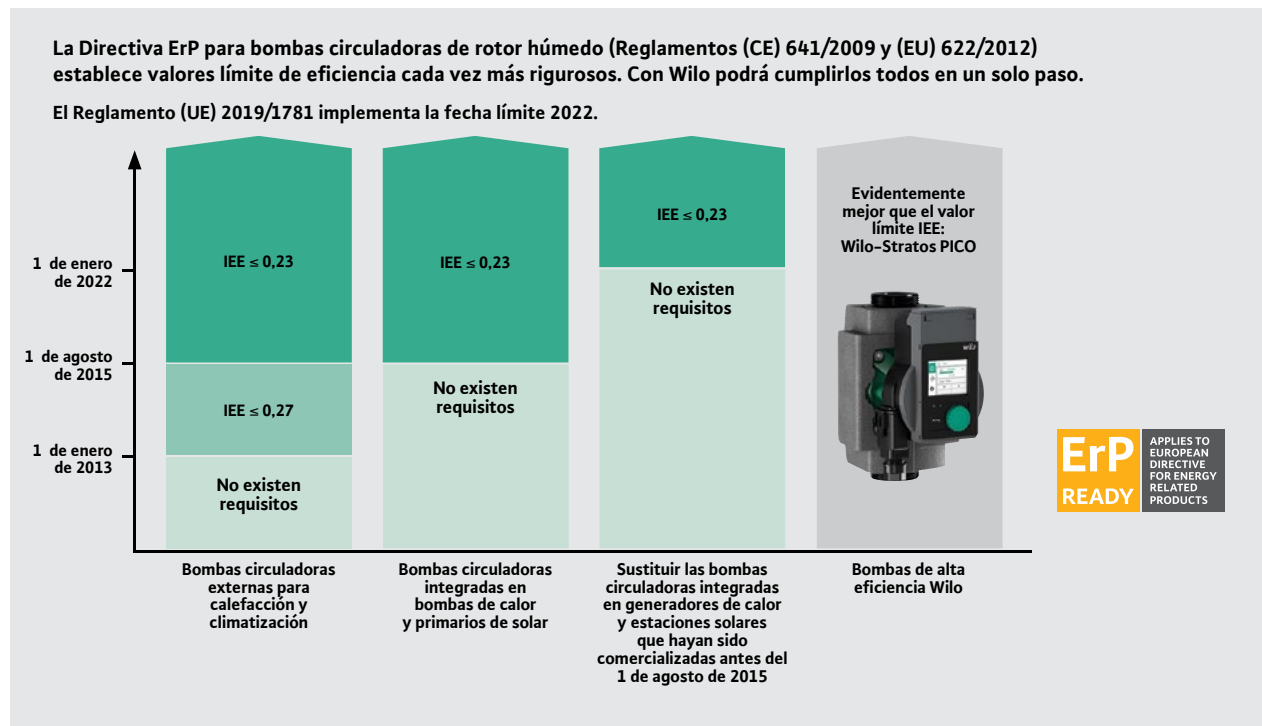 La Directiva ErP para bombas circuladoras de rotor húmedo (Reglamentos (CE) 641/2009 y (EU) 622/2012)
establece valores límite de eficiencia cada vez más rigurosos. Con Wilo podrá cumplirlos todos en un solo paso.
El Reglamento (UE) 2019/1781 implementa la fecha límite 2022.
1 de enero
de 2022
1 de agosto
de 2015
1 de enero
de 2013
IEE ≤ 0,23
IEE ≤ 0,27
No existen
requisitos
Bombas circuladoras
externas para
calefacción y
climatización
IEE ≤ 0,23
No existen
requisitos
Bombas circuladoras
integradas en
bombas de calor
y primarios de solar
IEE ≤ 0,23
No existen
requisitos
Sustituir las bombas
circuladoras integradas
en generadores de calor
y estaciones solares
que hayan sido
comercializadas antes del
1 de agosto de 2015
Evidentemente
mejor que el valor
límite IEE:
Wilo-Stratos PICO
wilo
Bombas de alta
eficiencia Wilo
ErP
READY
APPLIES TO
EUROPEAN
DIRECTIVE
FOR ENERGY
RELATED
PRODUCTS